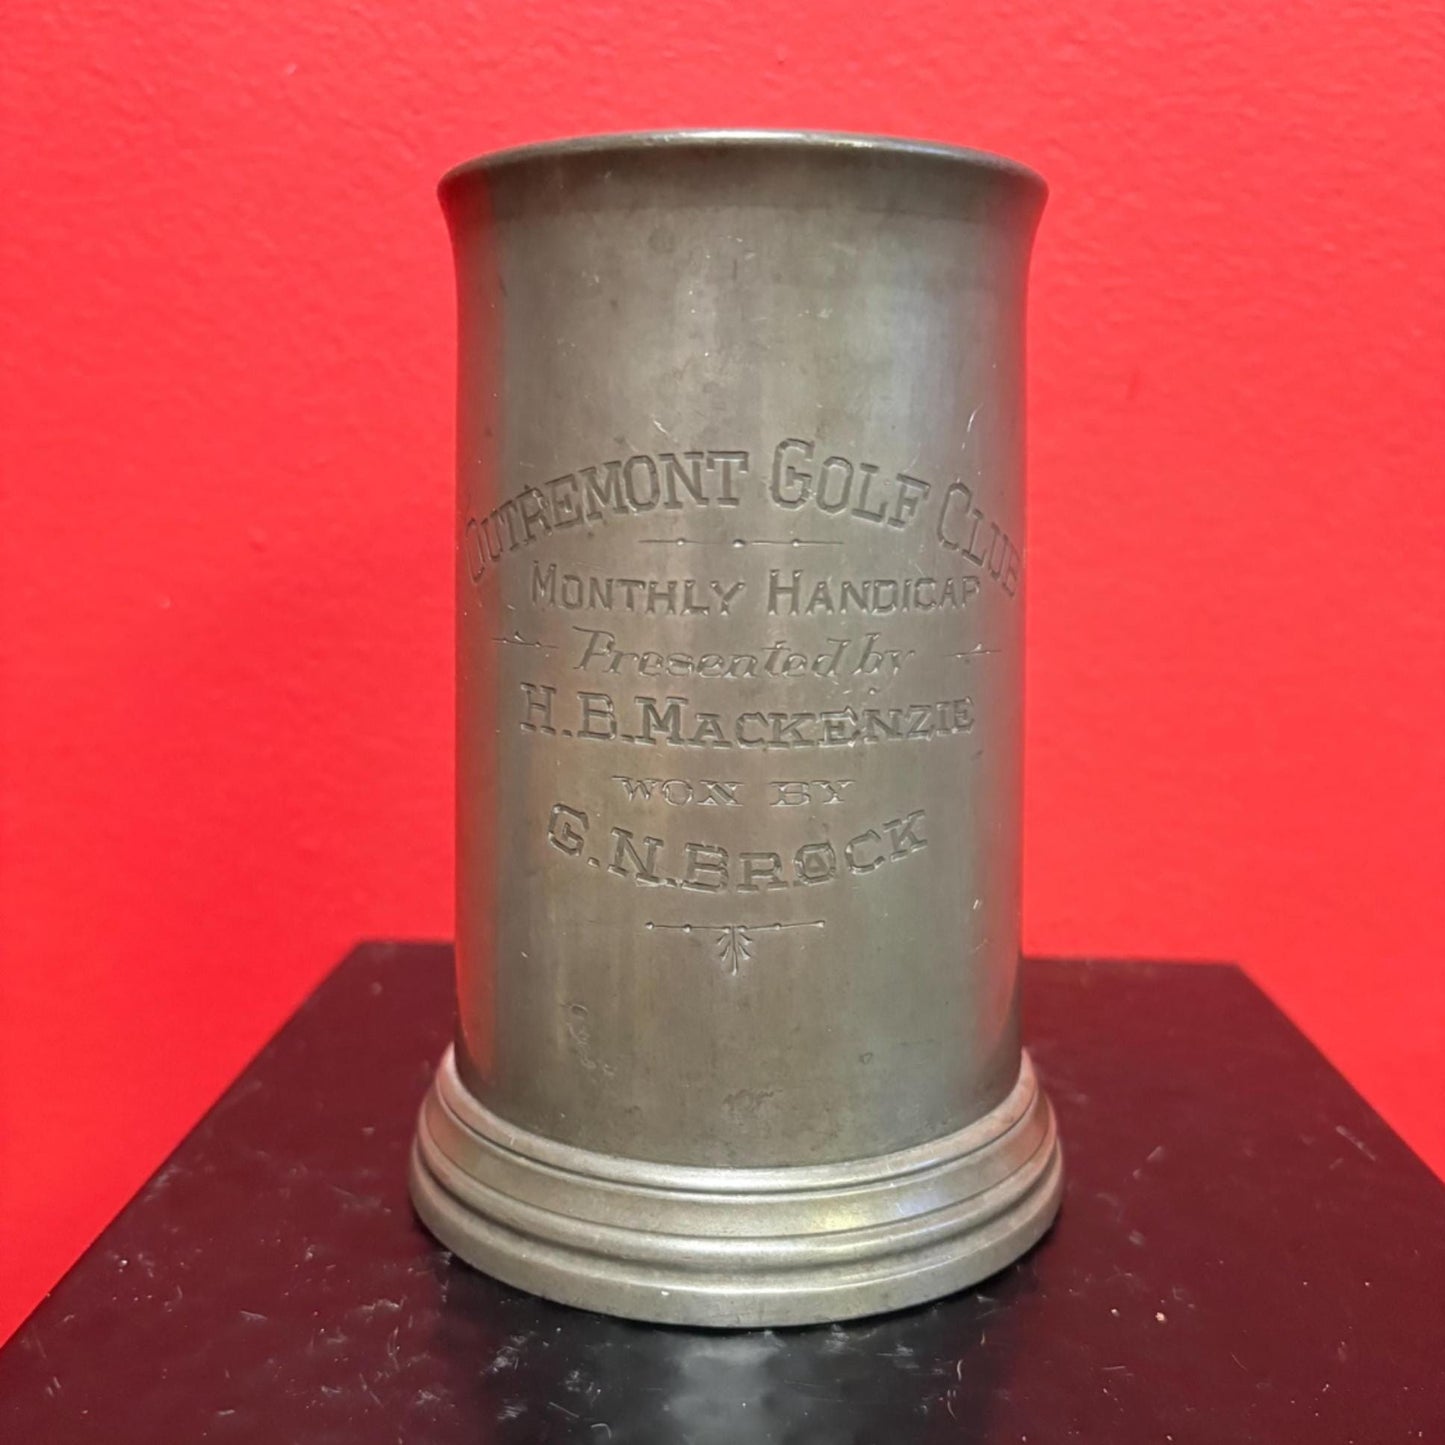 OUTREMONT GOLF CLUB
MONTHLY HANDICAP
Presented by
H.B.MACKENZIE
WON BY
G.N.BROCK